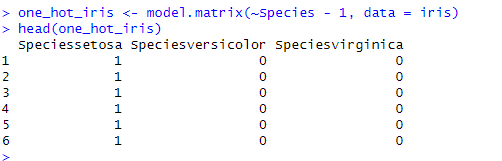 > one_hot_iris <- model.matrix(~Species - 1, data = iris)
> head(one_hot_iris)
  Speciessetosa Speciesversicolor Speciesvirginica
1             1                 0                0
2             1                 0                0
3             1                 0                0
4             1                 0                0
5             1                 0                0
6             1                 0                0
>